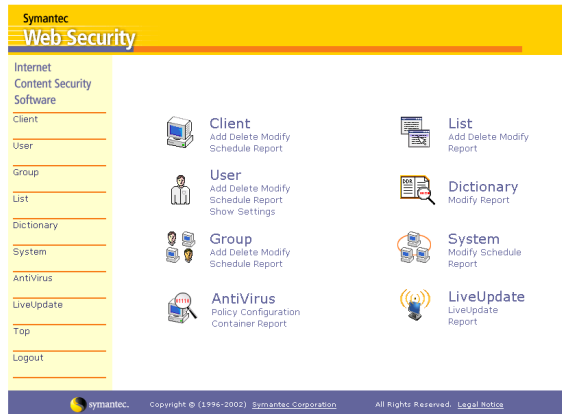 Symantec
Web Security
Internet
Content Security
Software
Client
User
Group
List
Dictionary
System
AntiVirus
LiveUpdate
Top
Logout
Client
Add Delete Modify
Schedule Report
User
Add Delete Modify
Schedule Report
Show Settings
Group
Add Delete Modify
Schedule Report
AntiVirus
Policy Configuration
Container Report
List
Add Delete Modify
Report
DDR
Dictionary
Modify Report
System
Modify Schedule
Report
LiveUpdate
LiveUpdate
Report
symantec.
Copyright © (1996-2002) Symantec Corporation
All Rights Reserved. Legal Notice